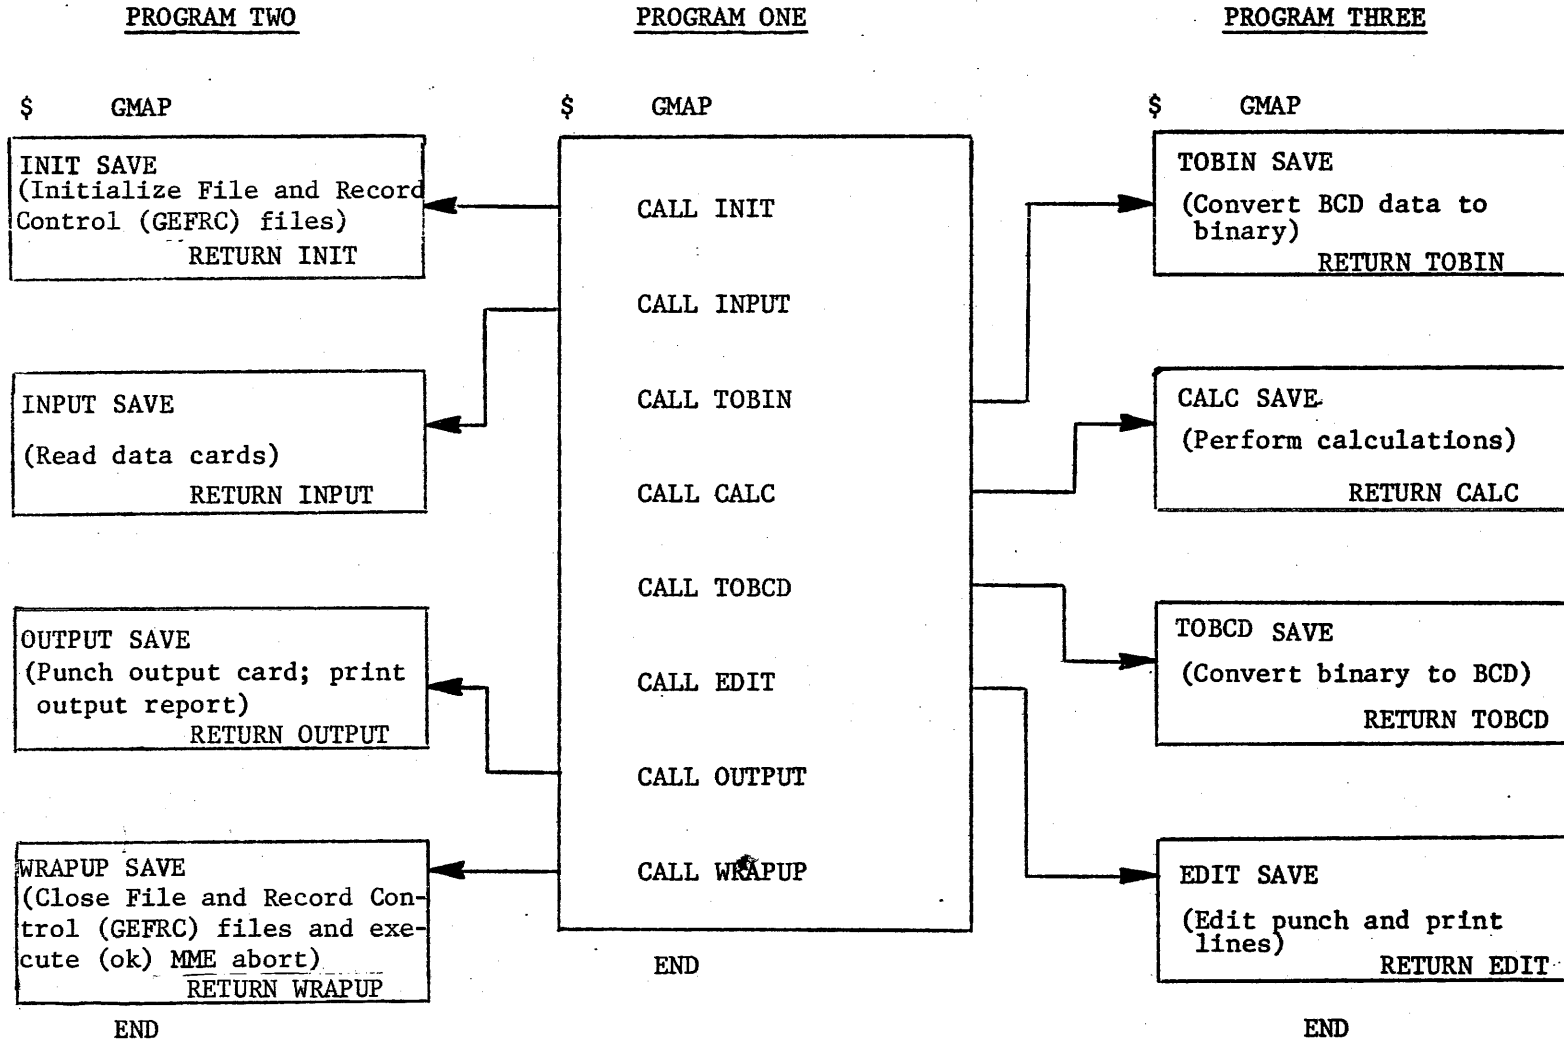 PROGRAM TWO
$ GMAP
INIT SAVE
(Initialize File and Record
Control (GEFRC) files)
RETURN INIT
INPUT SAVE
(Read data cards)
RETURN INPUT
OUTPUT SAVE
(Punch output card; print
output report)
RETURN OUTPUT
WRAPUP SAVE
(Close File and Record Con-
trol (GEFRC) files and exe-
cute (ok) MME abort)
RETURN WRAPUP
END
PROGRAM ONE
$ GMAP
CALL INIT
CALL INPUT
CALL TOBIN
CALL CALC
CALL TOBCD
CALL EDIT
CALL OUTPUT
CALL WRAPUP
END
PROGRAM THREE
$ GMAP
TOBIN SAVE
(Convert BCD data to
binary)
RETURN TOBIN
CALC SAVE
(Perform calculations)
RETURN CALC
TOBCD SAVE
(Convert binary to BCD)
RETURN TOBCD
EDIT SAVE
(Edit punch and print
lines)
RETURN EDIT
END